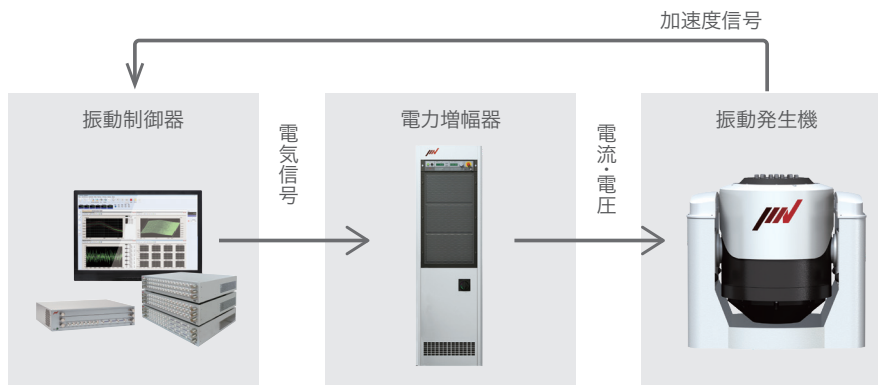 加速度信号
振動制御器
電気信号
電力増幅器
電流・電圧
振動発生機